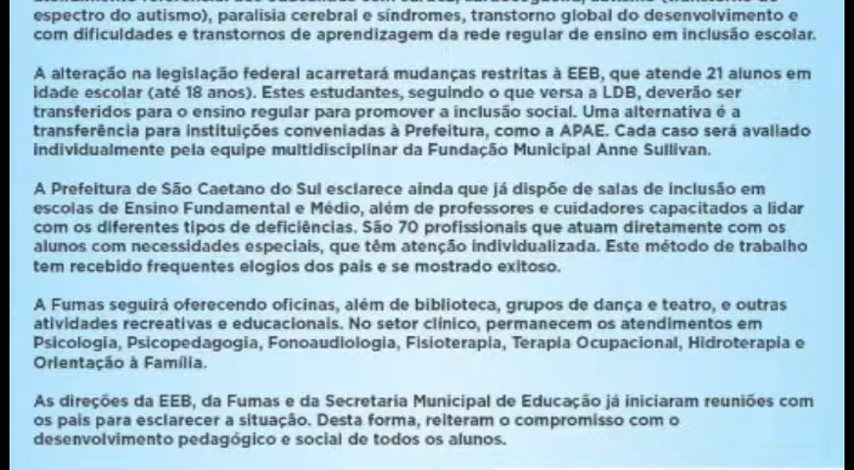 espectro do autismo), paralisia cerebral e síndromes, transtorno global do desenvolvimento e
com dificuldades e transtornos de aprendizagem da rede regular de ensino em inclusão escolar.
A alteração na legislação federal acarretará mudanças restritas à EEB, que atende 21 alunos em
idade escolar (até 18 anos). Estes estudantes, seguindo o que versa a LDB, deverão ser
transferidos para o ensino regular para promover a inclusão social. Uma alternativa é a
transferência para instituições conveniadas à Prefeitura, como a APAE. Cada caso será avaliado
individualmente pela equipe multidisciplinar da Fundação Municipal Anne Sullivan.
A Prefeitura de São Caetano do Sul esclarece ainda que já dispõe de salas de inclusão em
escolas de Ensino Fundamental e Médio, além de professores e cuidadores capacitados a lidar
com os diferentes tipos de deficiências. São 70 profissionais que atuam diretamente com os
alunos com necessidades especiais, que têm atenção individualizada. Este método de trabalho
tem recebido frequentes elogios dos pais e se mostrado exitoso.
A Fumas seguirá oferecendo oficinas, além de biblioteca, grupos de dança e teatro, e outras
atividades recreativas e educacionais. No setor clínico, permanecem os atendimentos em
Psicologia, Psicopedagogia, Fonoaudiologia, Fisioterapia, Terapia Ocupacional, Hidroterapia e
Orientação à Família.
As direções da EEB, da Fumas e da Secretaria Municipal de Educação já iniciaram reuniões com
os pais para esclarecer a situação. Desta forma, reiteram o compromisso com o
desenvolvimento pedagógico e social de todos os alunos.